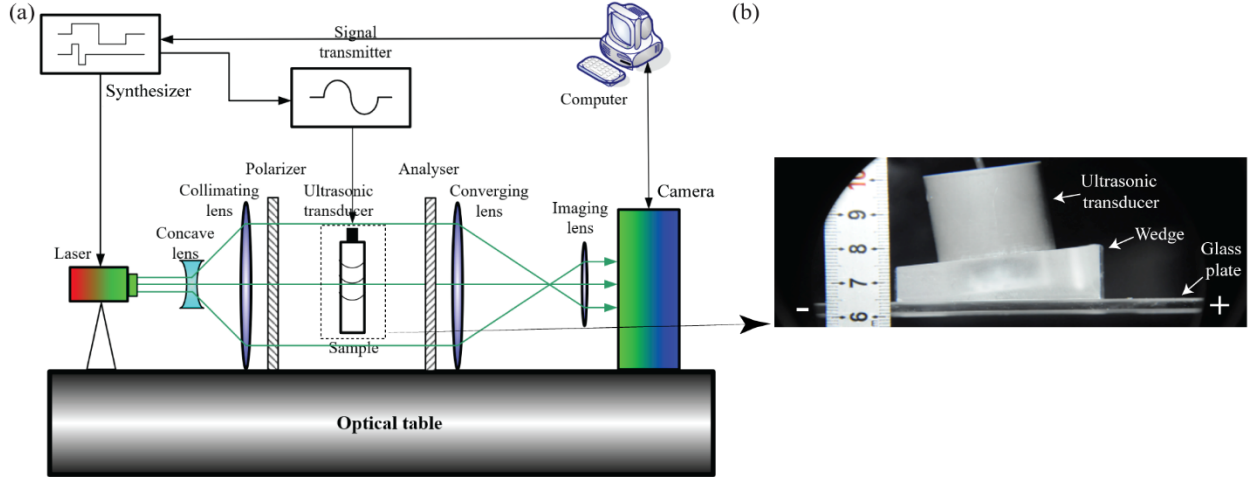 (a)
(b)
Signal
transmitter
Synthesizer
Computer
Polarizer
Analyser
Camera
Collimating
lens
Ultrasonic
transducer
Converging
lens
Imaging
lens
Concave
lens
Laser
Sample
Optical table
10
9
8
7
6
Ultrasonic
transducer
Wedge
Glass
plate
-
+